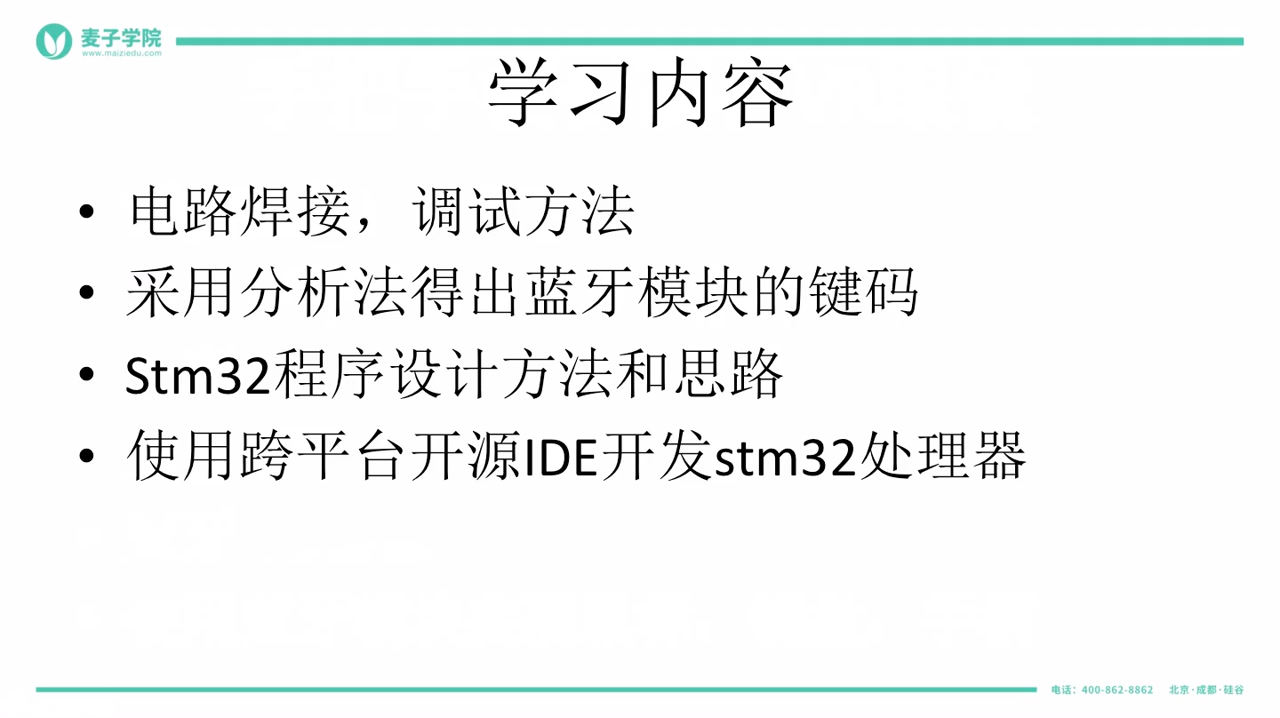 麦子学院
www.maiziedu.com
学习内容
• 电路焊接，调试方法
• 采用分析法得出蓝牙模块的键码
• Stm32程序设计方法和思路
• 使用跨平台开源IDE开发stm32处理器
电话：400-862-8862 北京·成都·硅谷